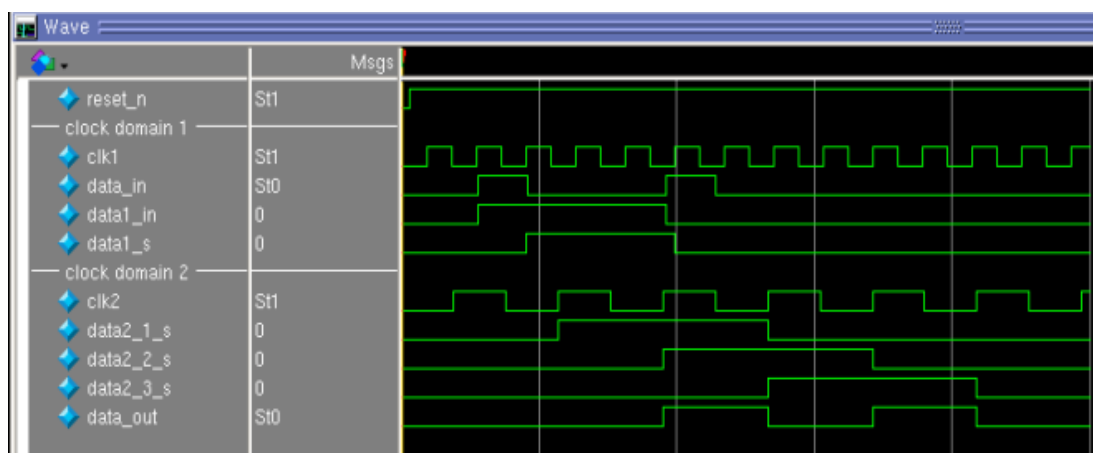 Wave
Msgs
reset_n St1
clock domain 1
clk1 St1
data_in St0
data1_in 0
data1_s 0
clock domain 2
clk2 St1
data2_1_s 0
data2_2_s 0
data2_3_s 0
data_out St0